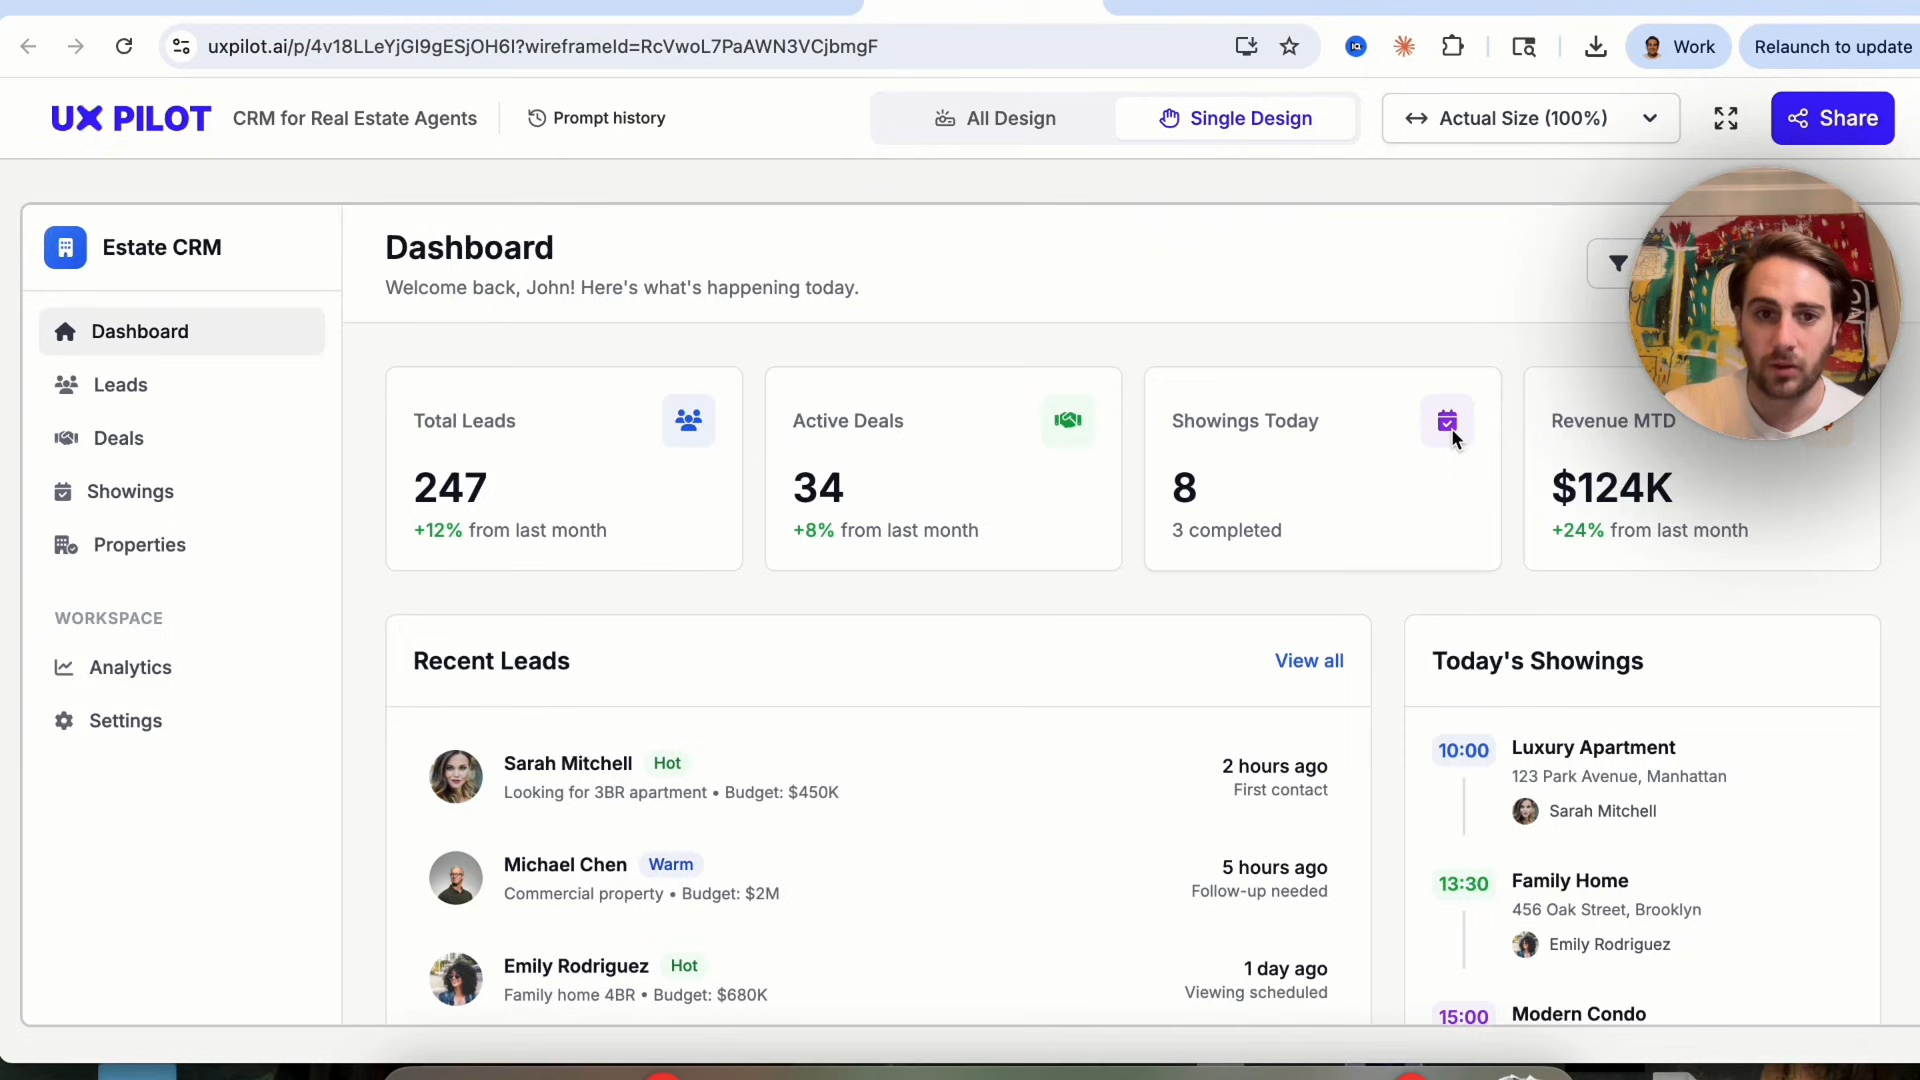 uxpilot.ai/p/4v18LLeYjGl9gESjOH6I?wireframeId=RcVwoL7PaAWN3VCjbmgF
Work
Relaunch to update
UX PILOT
CRM for Real Estate Agents
Prompt history
All Design
Single Design
Actual Size (100%)
Share
Estate CRM
Dashboard
Leads
Deals
Showings
Properties
WORKSPACE
Analytics
Settings
Dashboard
Welcome back, John! Here's what's happening today.
Total Leads
247
+12% from last month
Active Deals
34
+8% from last month
Showings Today
8
3 completed
Revenue MTD
$124K
+24% from last month
Recent Leads
View all
Sarah Mitchell Hot
Looking for 3BR apartment • Budget: $450K
2 hours ago
First contact
Michael Chen Warm
Commercial property • Budget: $2M
5 hours ago
Follow-up needed
Emily Rodriguez Hot
Family home 4BR • Budget: $680K
1 day ago
Viewing scheduled
Today's Showings
10:00 Luxury Apartment
123 Park Avenue, Manhattan
Sarah Mitchell
13:30 Family Home
456 Oak Street, Brooklyn
Emily Rodriguez
15:00 Modern Condo